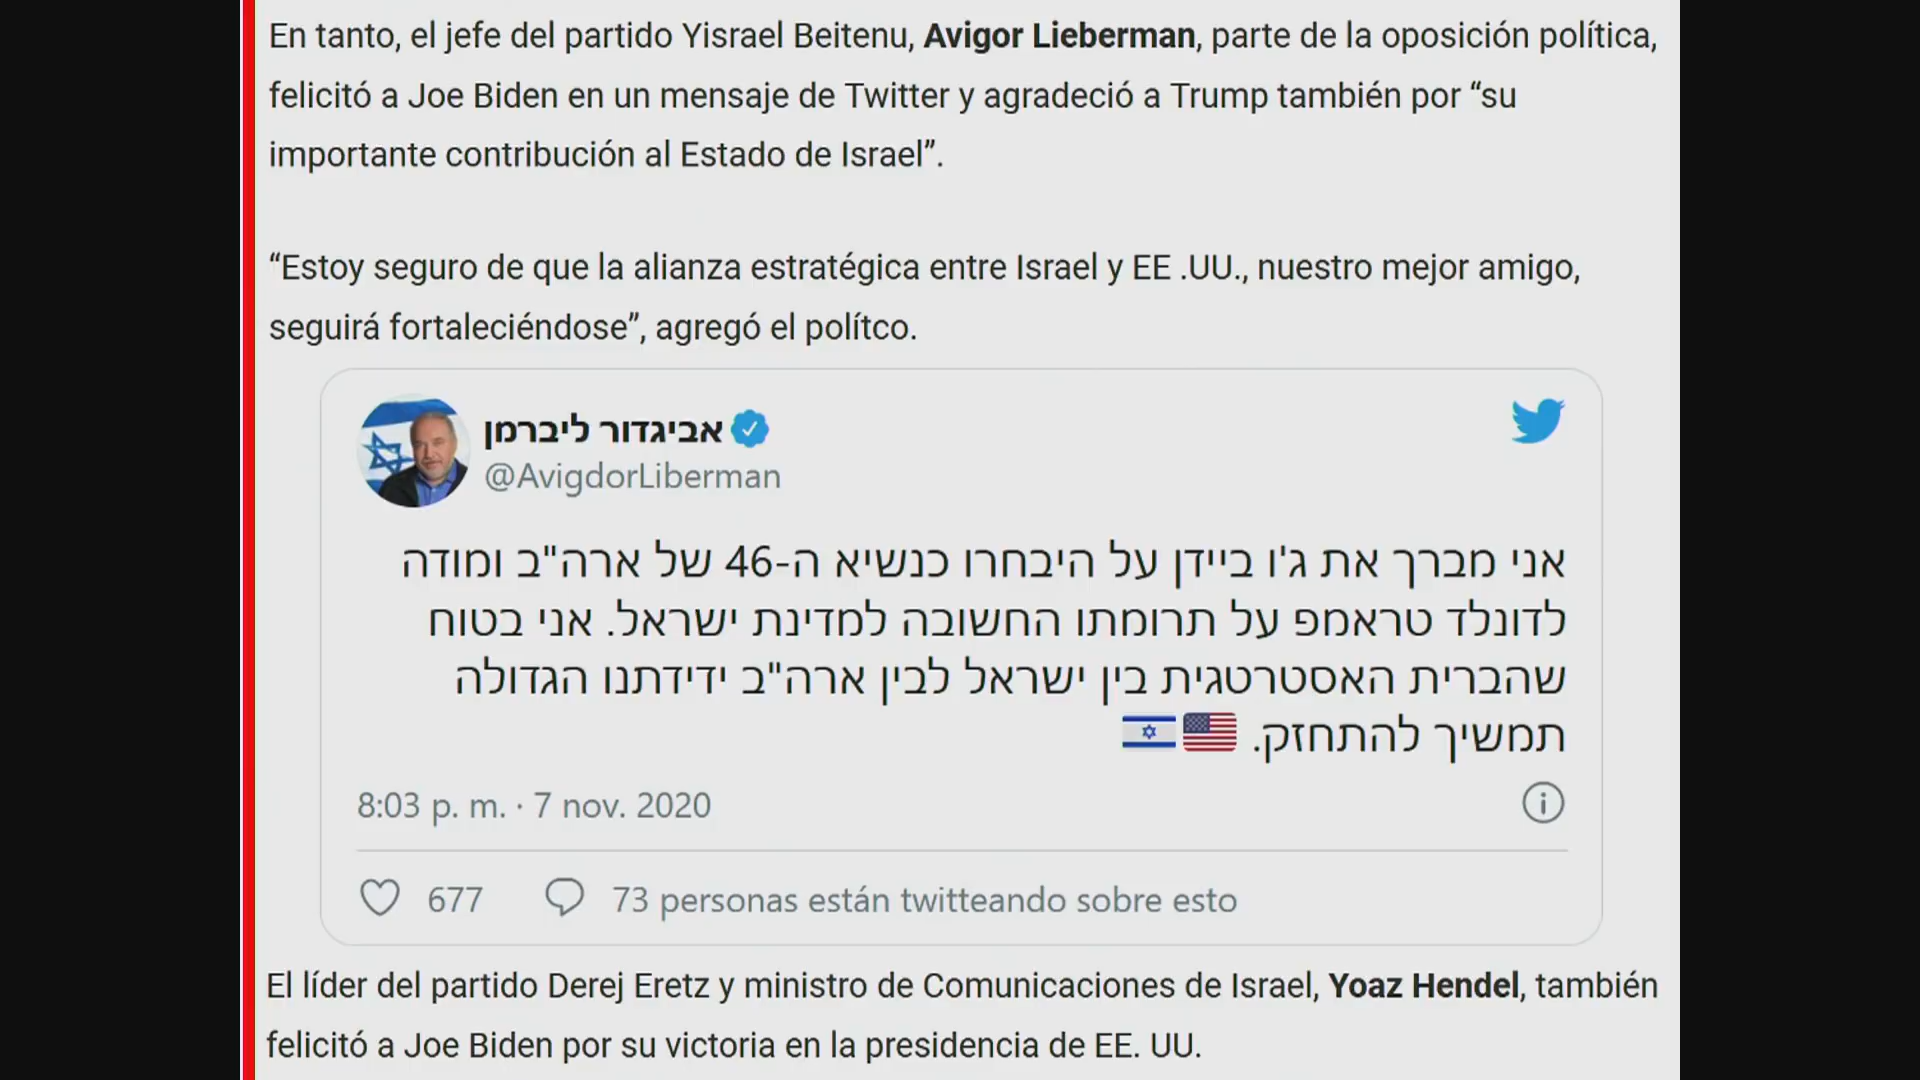 En tanto, el jefe del partido Yisrael Beitenu, Avigor Lieberman, parte de la oposición política,
felicitó a Joe Biden en un mensaje de Twitter y agradeció a Trump también por “su
importante contribución al Estado de Israel”.
“Estoy seguro de que la alianza estratégica entre Israel y EE .UU., nuestro mejor amigo,
seguirá fortaleciéndose”, agregó el polítco.
אביגדור ליברמן
@AvigdorLiberman
אני מברך את ג'ו ביידן על היבחרו כנשיא ה-46 של ארה"ב ומודה
לדונלד טראמפ על תרומתו החשובה למדינת ישראל. אני בטוח
שהברית האסטרטגית בין ישראל לבין ארה"ב ידידתנו הגדולה
תמשיך להתחזק. 🇺🇸🇮🇱
8:03 p. m. · 7 nov. 2020
677 73 personas están twitteando sobre esto
El líder del partido Derej Eretz y ministro de Comunicaciones de Israel, Yoaz Hendel, también
felicitó a Joe Biden por su victoria en la presidencia de EE. UU.